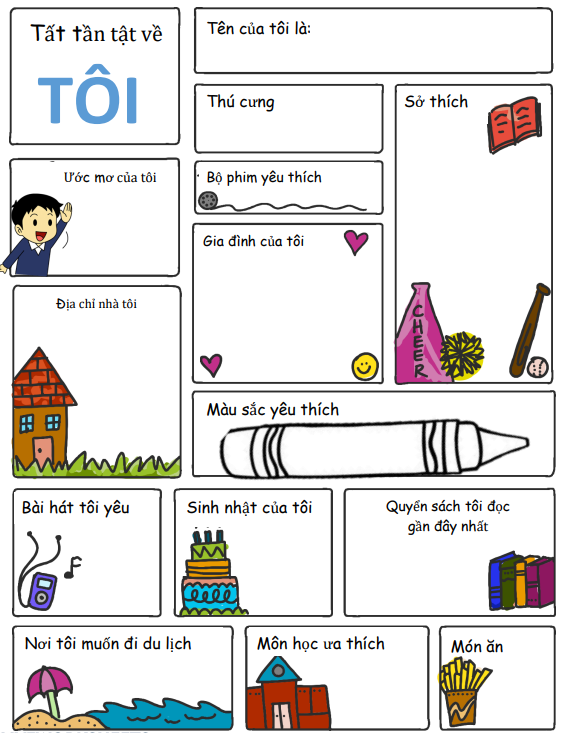 Tất tần tật về
TÔI
Tên của tôi là:
Thú cưng
Sở thích
Ước mơ của tôi
Bộ phim yêu thích
Gia đình của tôi
Địa chỉ nhà tôi
CHEER
Màu sắc yêu thích
Bài hát tôi yêu
Sinh nhật của tôi
Quyển sách tôi đọc
gần đây nhất
Nơi tôi muốn đi du lịch
Môn học ưa thích
Món ăn